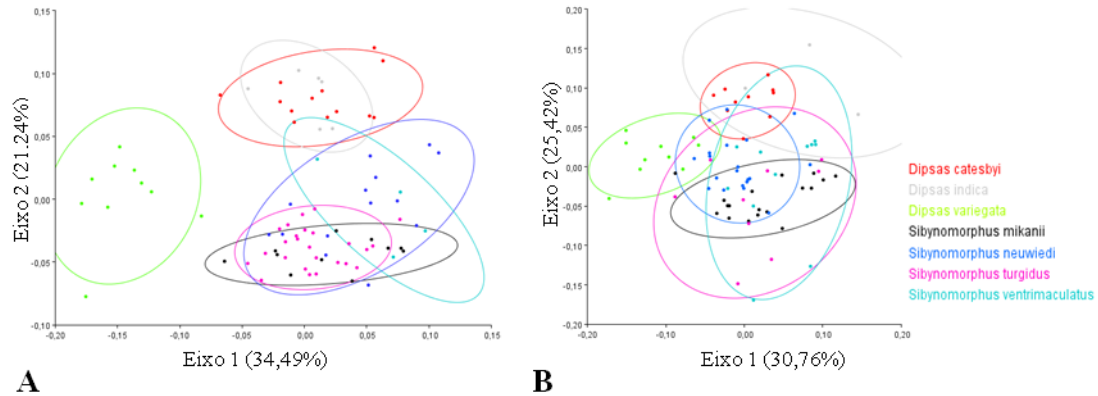 0,15
0,10
0,05
0,00
-0,05
-0,10
Eixo 2 (21.24%)
-0,20 -0,15 -0,10 -0,05 0,00 0,05 0,10 0,15
Eixo 1 (34,49%)
A
0,20
0,15
0,10
0,05
0,00
-0,05
-0,10
-0,15
-0,20
Eixo 2 (25,42%)
-0,20 -0,10 0,00 0,10 0,20
Eixo 1 (30,76%)
B
Dipsas catesbyi
Dipsas indica
Dipsas variegata
Sibynomorphus mikanii
Sibynomorphus neuwiedi
Sibynomorphus turgidus
Sibynomorphus ventrimaculatus